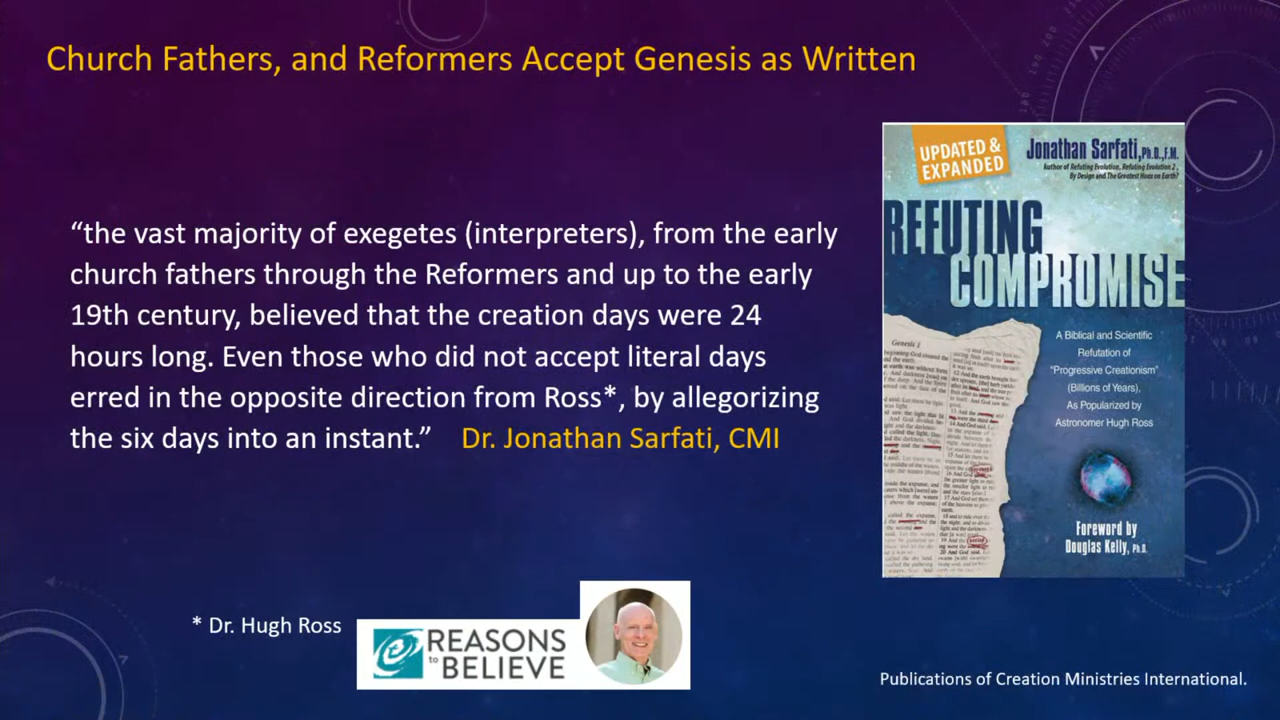 Church Fathers, and Reformers Accept Genesis as Written
“the vast majority of exegetes (interpreters), from the early
church fathers through the Reformers and up to the early
19th century, believed that the creation days were 24
hours long. Even those who did not accept literal days
erred in the opposite direction from Ross*, by allegorizing
the six days into an instant.” Dr. Jonathan Sarfati, CMI
UPDATED &
EXPANDED
Jonathan Sarfati, Ph.D., F.M.
Author of Refuting Evolution, Refuting Evolution 2,
By Design and The Greatest Hoax on Earth?
REFUTING
COMPROMISE
A Biblical and Scientific
Refutation of
“Progressive Creationism”
(Billions of Years),
As Popularized by
Astronomer Hugh Ross
Genesis 1
Foreword by
Douglas Kelly, Ph.D.
* Dr. Hugh Ross
REASONS
to BELIEVE
Publications of Creation Ministries International.